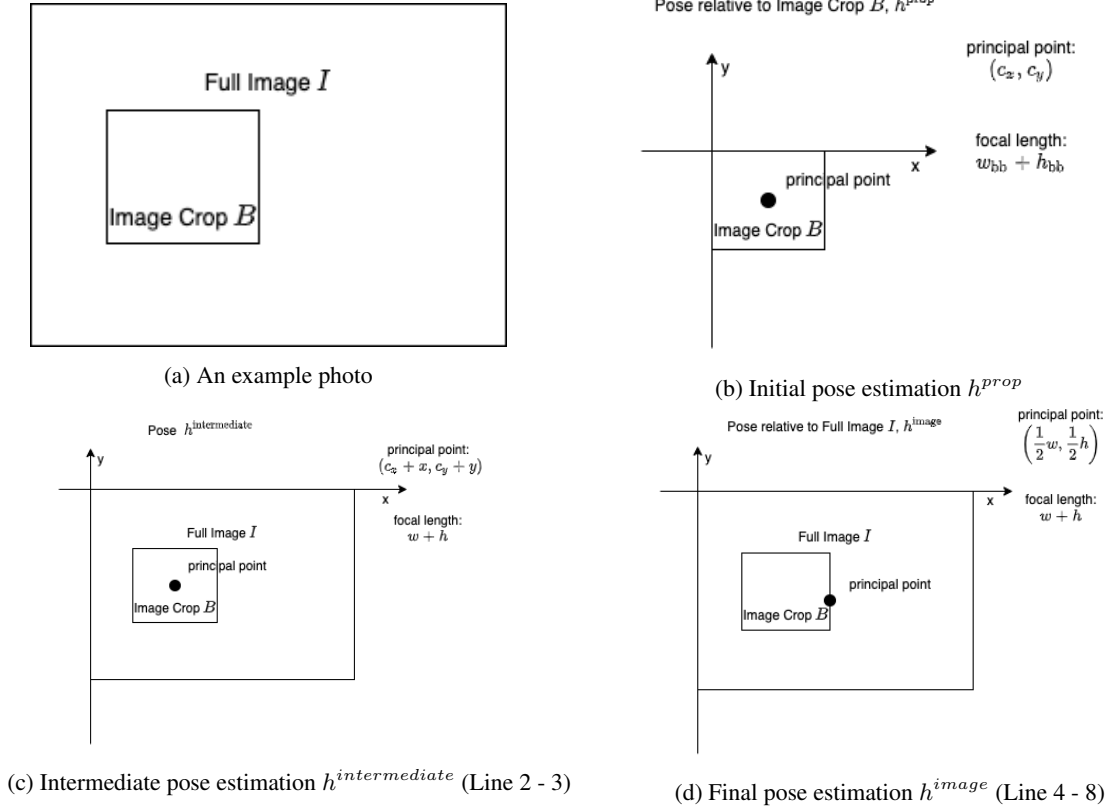 Full Image I
Image Crop B
(a) An example photo
Pose relative to Image Crop B, h^prop
y
principal point:
(c_x, c_y)
x
focal length:
w_bb + h_bb
principal point
Image Crop B
(b) Initial pose estimation h^prop
Pose h^intermediate
y
principal point:
(c_x + x, c_y + y)
x
focal length:
w + h
Full Image I
principal point
Image Crop B
(c) Intermediate pose estimation h^intermediate (Line 2 - 3)
Pose relative to Full Image I, h^image
y
principal point:
(1/2 w, 1/2 h)
x
focal length:
w + h
Full Image I
principal point
Image Crop B
(d) Final pose estimation h^image (Line 4 - 8)